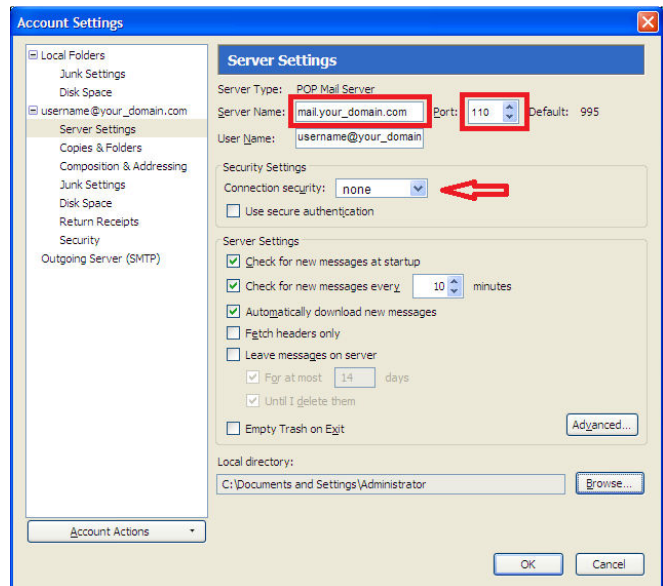 Account Settings
Local Folders
Junk Settings
Disk Space
username@your_domain.com
Server Settings
Copies & Folders
Composition & Addressing
Junk Settings
Disk Space
Return Receipts
Security
Outgoing Server (SMTP)
Account Actions
Server Settings
Server Type: POP Mail Server
Server Name: mail.your_domain.com Port: 110 Default: 995
User Name: username@your_domain
Security Settings
Connection security: none
Use secure authentication
Server Settings
Check for new messages at startup
Check for new messages every 10 minutes
Automatically download new messages
Fetch headers only
Leave messages on server
For at most 14 days
Until I delete them
Empty Trash on Exit
Advanced...
Local directory:
C:\Documents and Settings\Administrator Browse...
OK Cancel